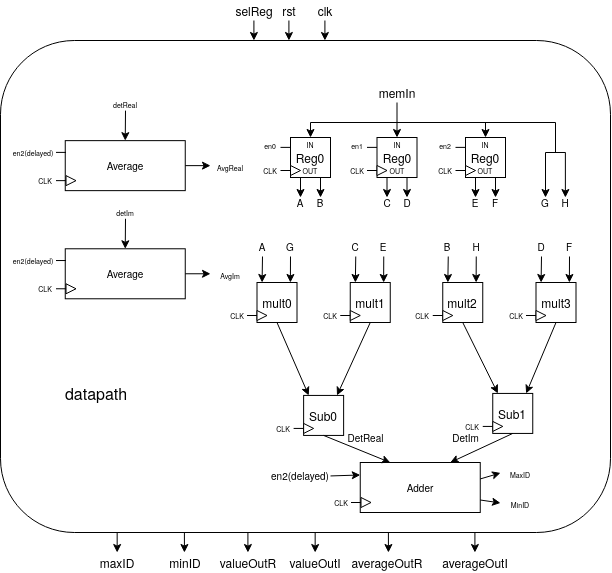 selReg rst clk
memIn
detReal
en2(delayed)
Average
AvgReal
CLK
en0
IN
Reg0
CLK
OUT
A B
en1
IN
Reg0
CLK
OUT
C D
en2
IN
Reg0
CLK
OUT
E F
G H
detIm
en2(delayed)
Average
AvgIm
CLK
A G
mult0
CLK
C E
mult1
CLK
B H
mult2
CLK
D F
mult3
CLK
datapath
Sub0
CLK
DetReal
Sub1
CLK
DetIm
en2(delayed)
Adder
CLK
MaxID
MinID
maxID minID valueOutR valueOutI averageOutR averageOutI